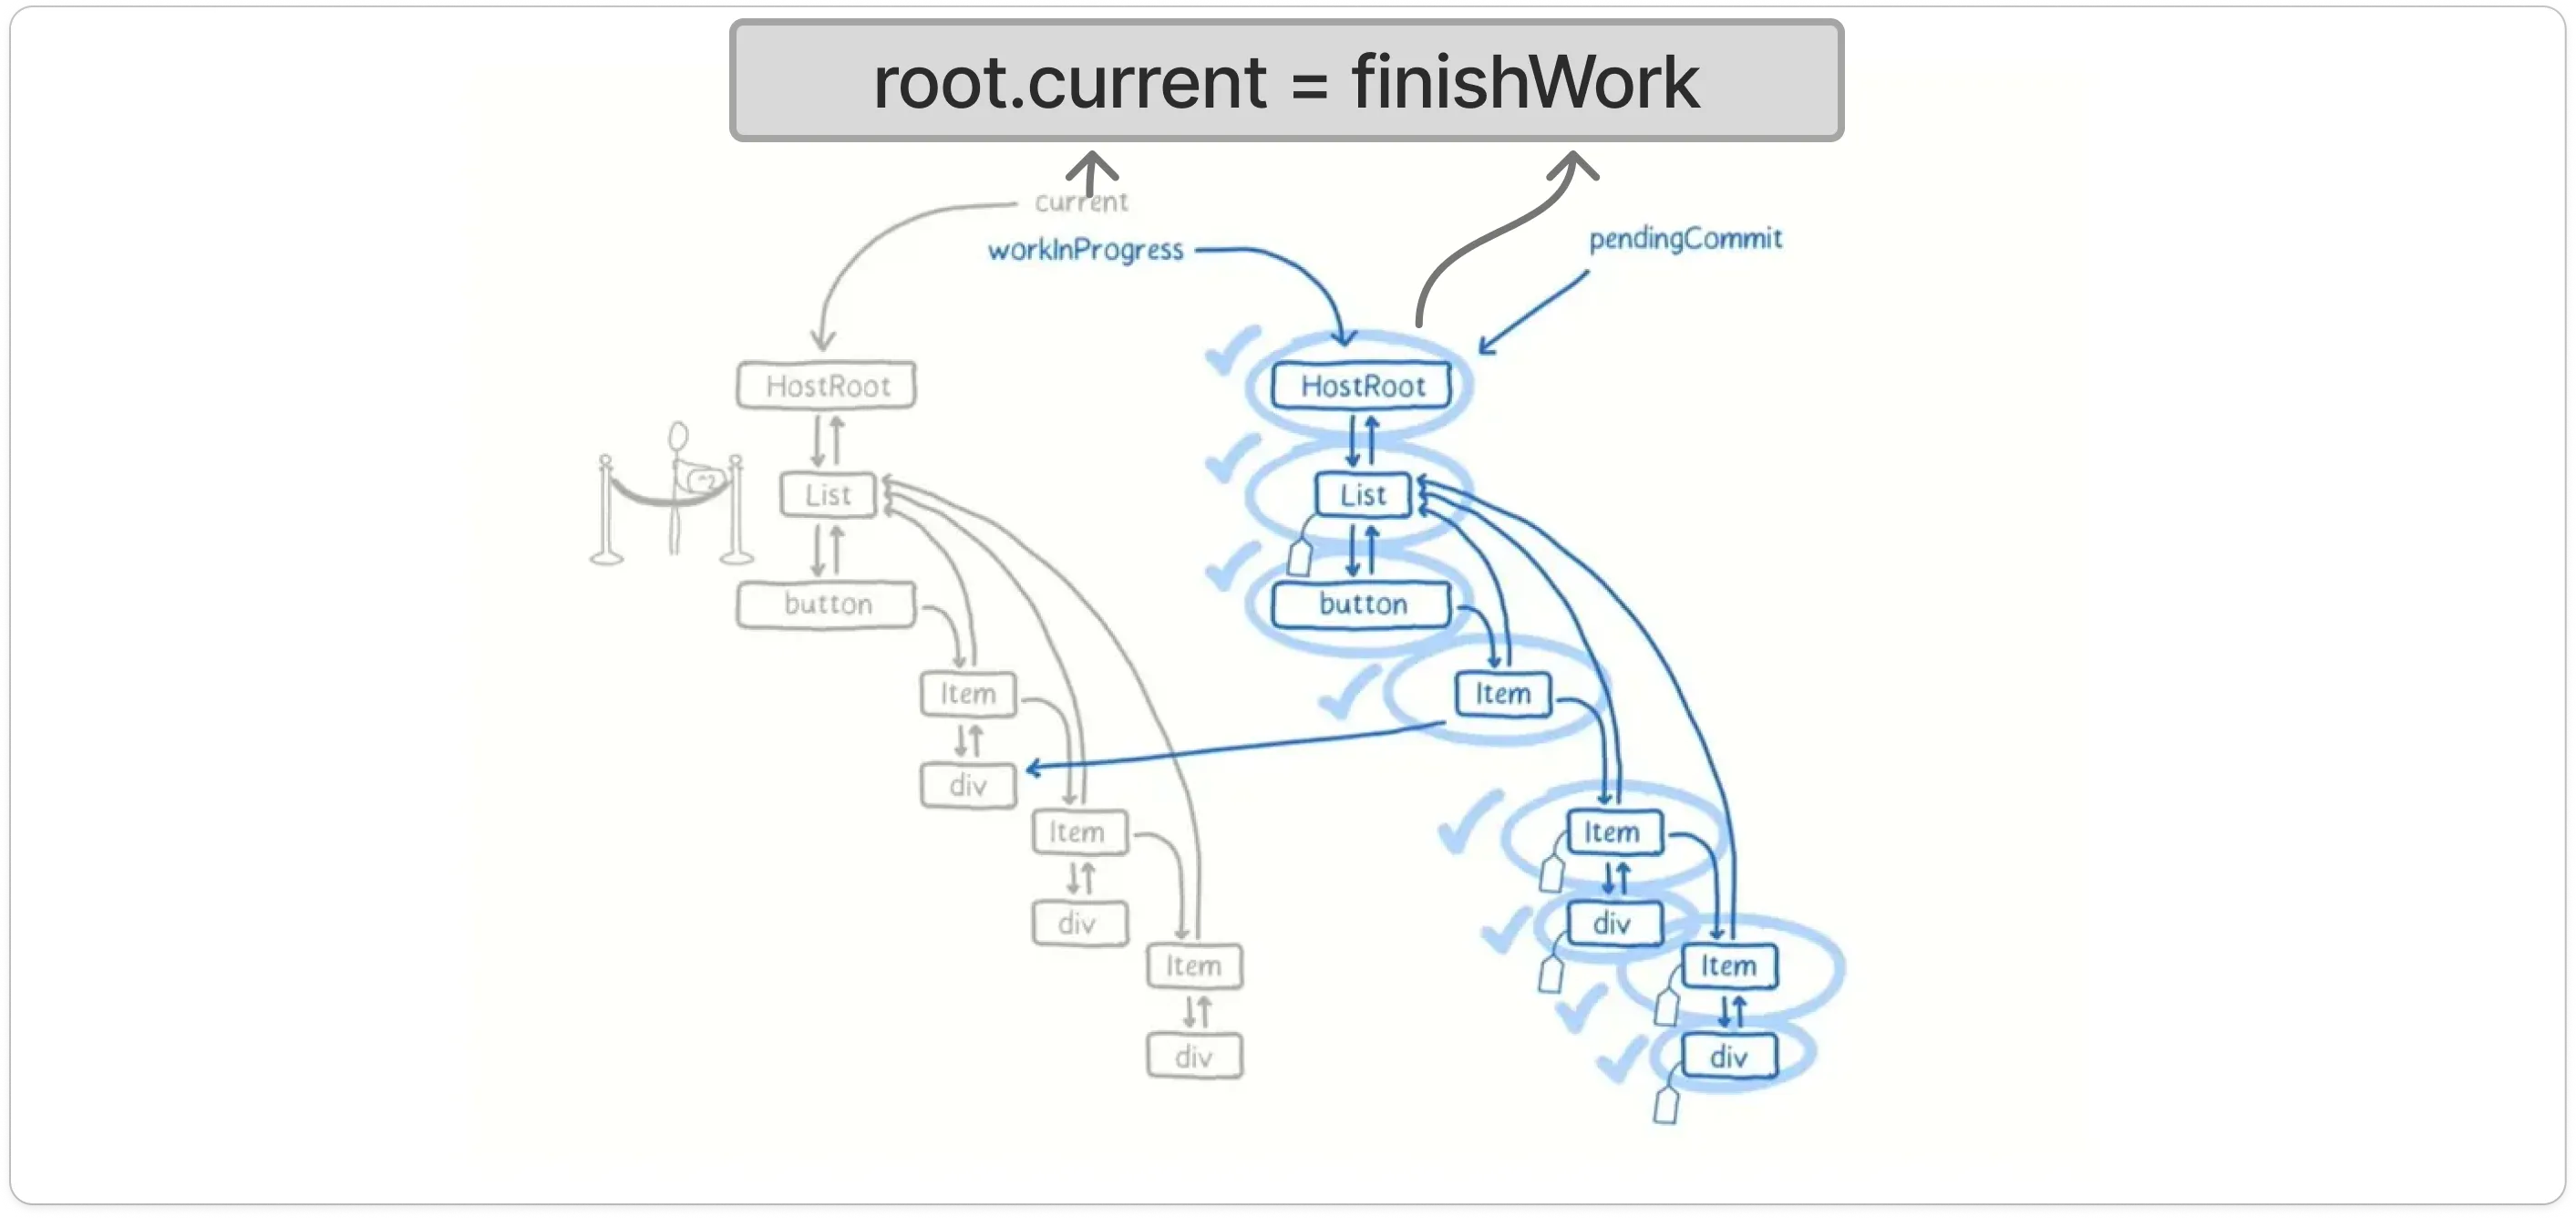 root.current = finishWork
current
workInProgress
pendingCommit
HostRoot
List
^2
button
Item
div
Item
div
Item
div
HostRoot
List
button
Item
Item
div
Item
div